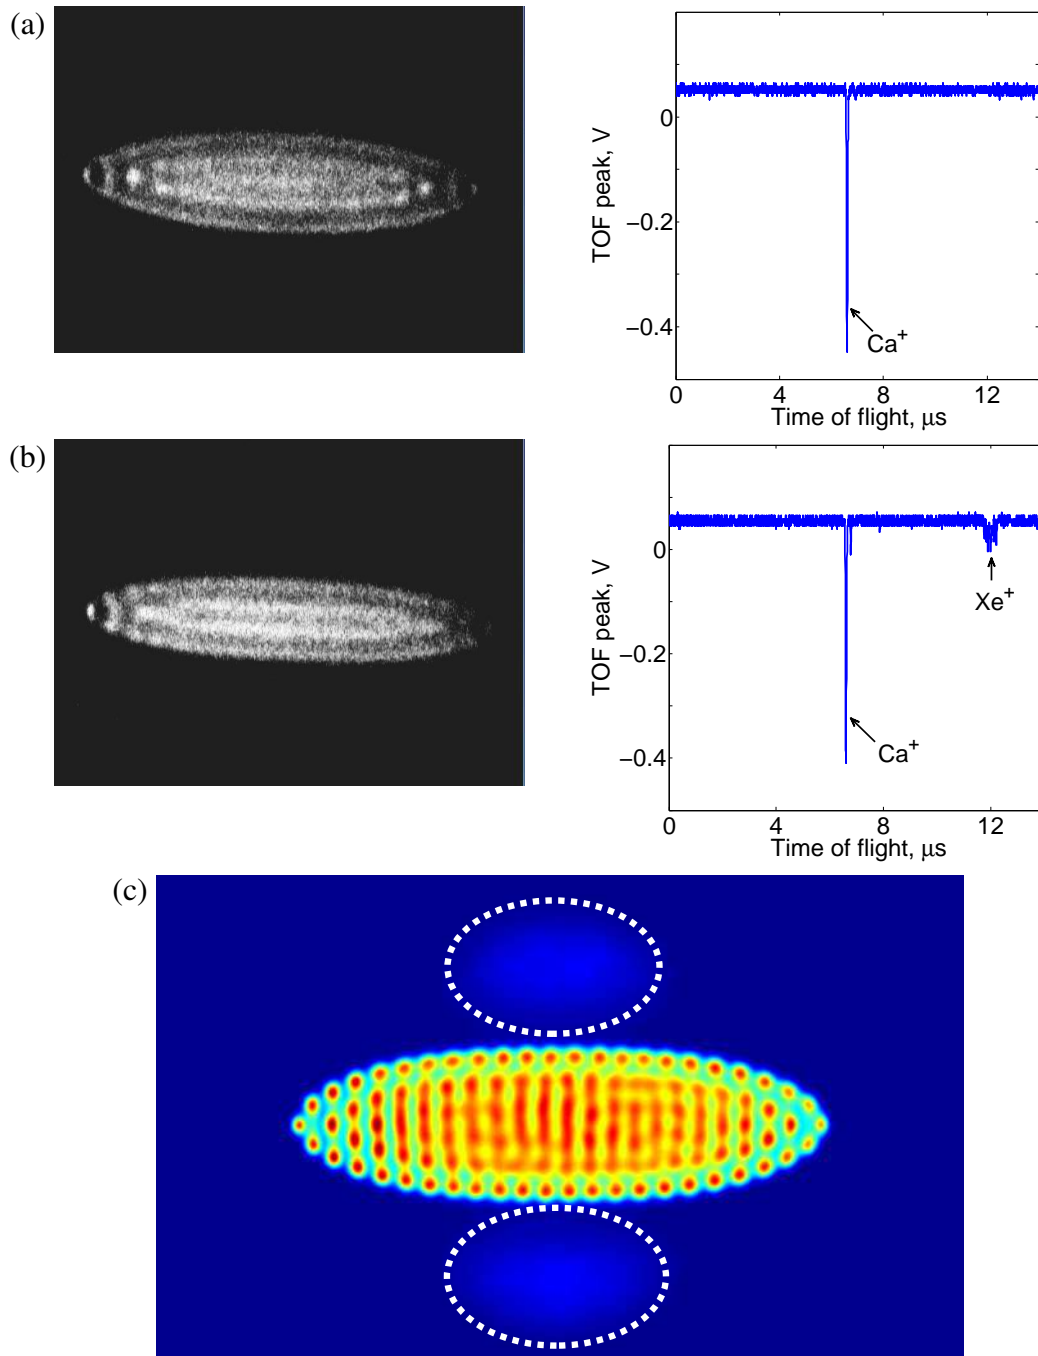 (a)
TOF peak, V
0
−0.2
−0.4
Ca+
0 4 8 12
Time of flight, μs
(b)
TOF peak, V
0
−0.2
−0.4
Xe+
Ca+
0 4 8 12
Time of flight, μs
(c)